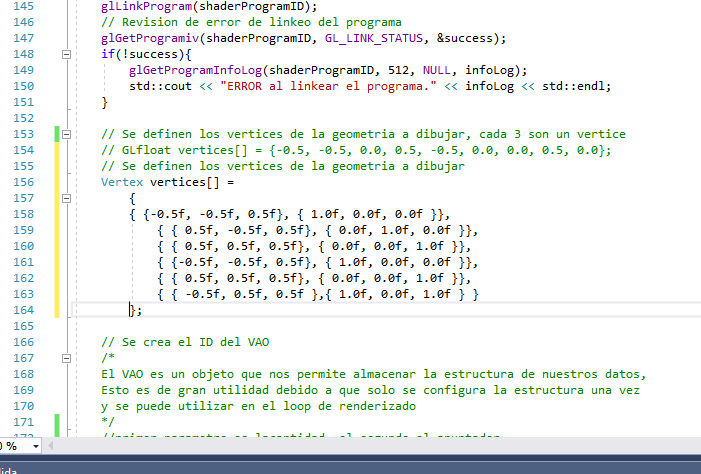 145 glLinkProgram(shaderProgramID);
146 // Revision de error de linkeo del programa
147 glGetProgramiv(shaderProgramID, GL_LINK_STATUS, &success);
148 if(!success){
149 glGetProgramInfoLog(shaderProgramID, 512, NULL, infoLog);
150 std::cout << "ERROR al linkear el programa." << infoLog << std::endl;
151 }
152
153 // Se definen los vertices de la geometria a dibujar, cada 3 son un vertice
154 // GLfloat vertices[] = {-0.5, -0.5, 0.0, 0.5, -0.5, 0.0, 0.0, 0.5, 0.0};
155 // Se definen los vertices de la geometria a dibujar
156 Vertex vertices[] =
157 {
158 { {-0.5f, -0.5f, 0.5f}, { 1.0f, 0.0f, 0.0f }},
159 { { 0.5f, -0.5f, 0.5f}, { 0.0f, 1.0f, 0.0f }},
160 { { 0.5f, 0.5f, 0.5f}, { 0.0f, 0.0f, 1.0f }},
161 { {-0.5f, -0.5f, 0.5f}, { 1.0f, 0.0f, 0.0f }},
162 { { 0.5f, 0.5f, 0.5f}, { 0.0f, 0.0f, 1.0f }},
163 { { -0.5f, 0.5f, 0.5f },{ 1.0f, 0.0f, 1.0f } }
164 };
165
166 // Se crea el ID del VAO
167 /*
168 El VAO es un objeto que nos permite almacenar la estructura de nuestros datos,
169 Esto es de gran utilidad debido a que solo se configura la estructura una vez
170 y se puede utilizar en el loop de renderizado
171 */
0 %